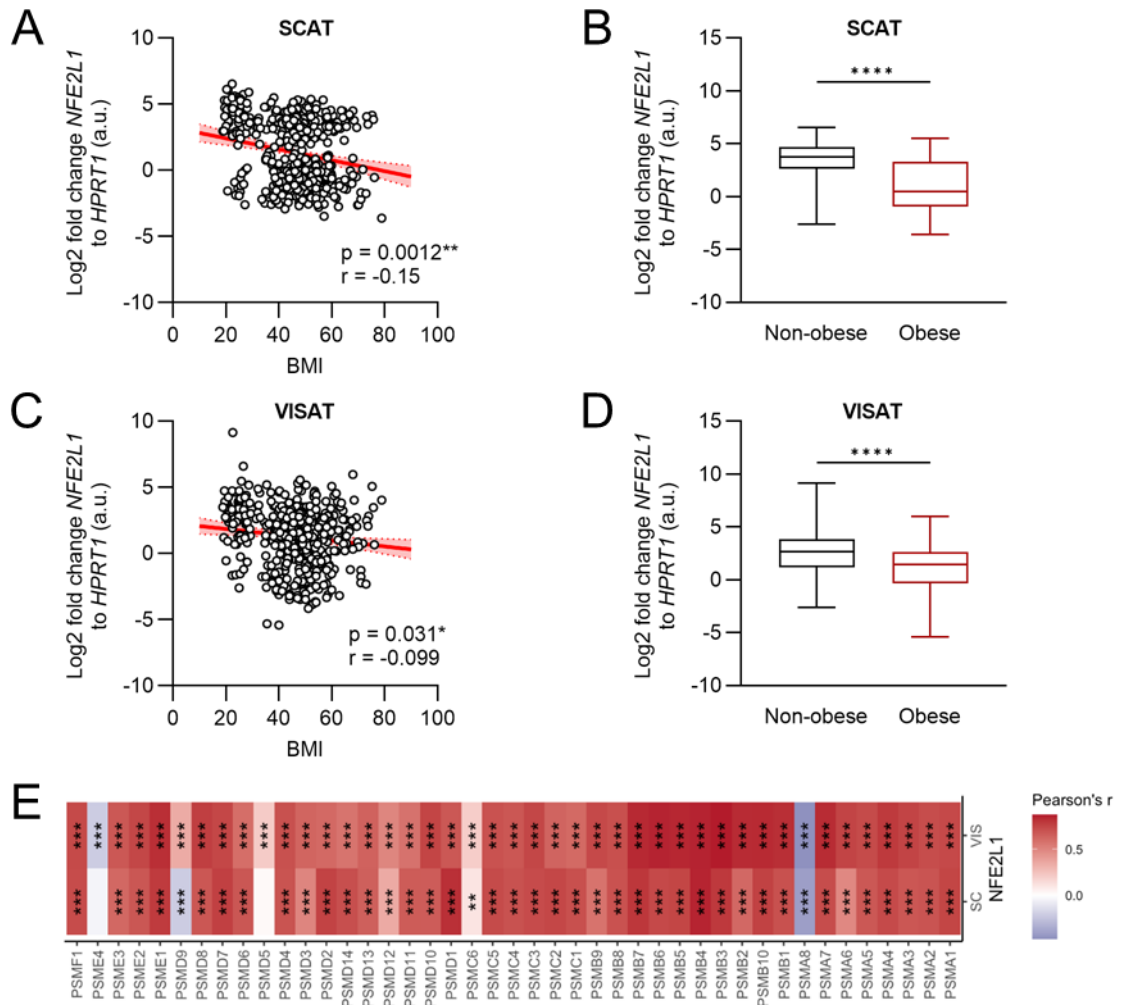 A
SCAT
Log2 fold change NFE2L1
to HPRT1 (a.u.)
10
5
0
-5
-10
p = 0.0012**
r = -0.15
0 20 40 60 80 100
BMI
B
SCAT
Log2 fold change NFE2L1
to HPRT1 (a.u.)
15
10
5
0
-5
-10
****
Non-obese Obese
C
VISAT
Log2 fold change NFE2L1
to HPRT1 (a.u.)
10
5
0
-5
-10
p = 0.031*
r = -0.099
0 20 40 60 80 100
BMI
D
VISAT
Log2 fold change NFE2L1
to HPRT1 (a.u.)
15
10
5
0
-5
-10
****
Non-obese Obese
E
*** *** *** *** *** *** *** *** *** *** *** *** *** *** *** *** *** *** *** *** *** *** *** *** *** *** *** *** *** *** *** *** *** *** *** *** *** *** *** *** *** *** ***
VIS
*** *** *** *** *** *** *** *** *** *** *** *** *** *** *** *** *** ** *** *** *** *** *** *** *** *** *** *** *** *** *** *** *** *** *** *** *** *** *** *** ***
SC
NFE2L1
PSMF1
PSME4
PSME3
PSME2
PSME1
PSMD9
PSMD8
PSMD7
PSMD6
PSMD5
PSMD4
PSMD3
PSMD2
PSMD14
PSMD13
PSMD12
PSMD11
PSMD10
PSMD1
PSMC6
PSMC5
PSMC4
PSMC3
PSMC2
PSMC1
PSMB9
PSMB8
PSMB7
PSMB6
PSMB5
PSMB4
PSMB3
PSMB2
PSMB10
PSMB1
PSMA8
PSMA7
PSMA6
PSMA5
PSMA4
PSMA3
PSMA2
PSMA1
Pearson's r
0.5
0.0